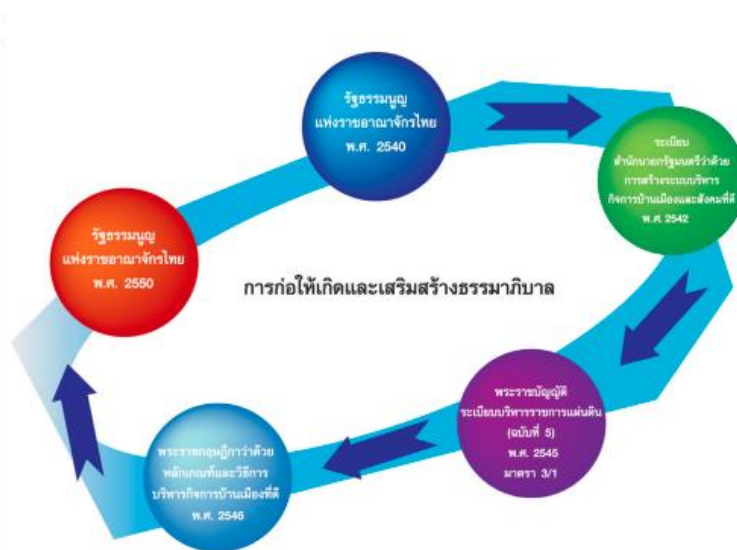 รัฐธรรมนูญ
แห่งราชอาณาจักรไทย
พ.ศ. 2540
ระเบียบ
สำนักนายกรัฐมนตรีว่าด้วย
การสร้างระบบบริหาร
กิจการบ้านเมืองและสังคมที่ดี
พ.ศ. 2542
พระราชบัญญัติ
ระเบียบบริหารราชการแผ่นดิน
(ฉบับที่ 5)
พ.ศ. 2545
มาตรา 3/1
พระราชกฤษฎีกาว่าด้วย
หลักเกณฑ์และวิธีการ
บริหารกิจการบ้านเมืองที่ดี
พ.ศ. 2546
รัฐธรรมนูญ
แห่งราชอาณาจักรไทย
พ.ศ. 2550
การก่อให้เกิดและเสริมสร้างธรรมาภิบาล